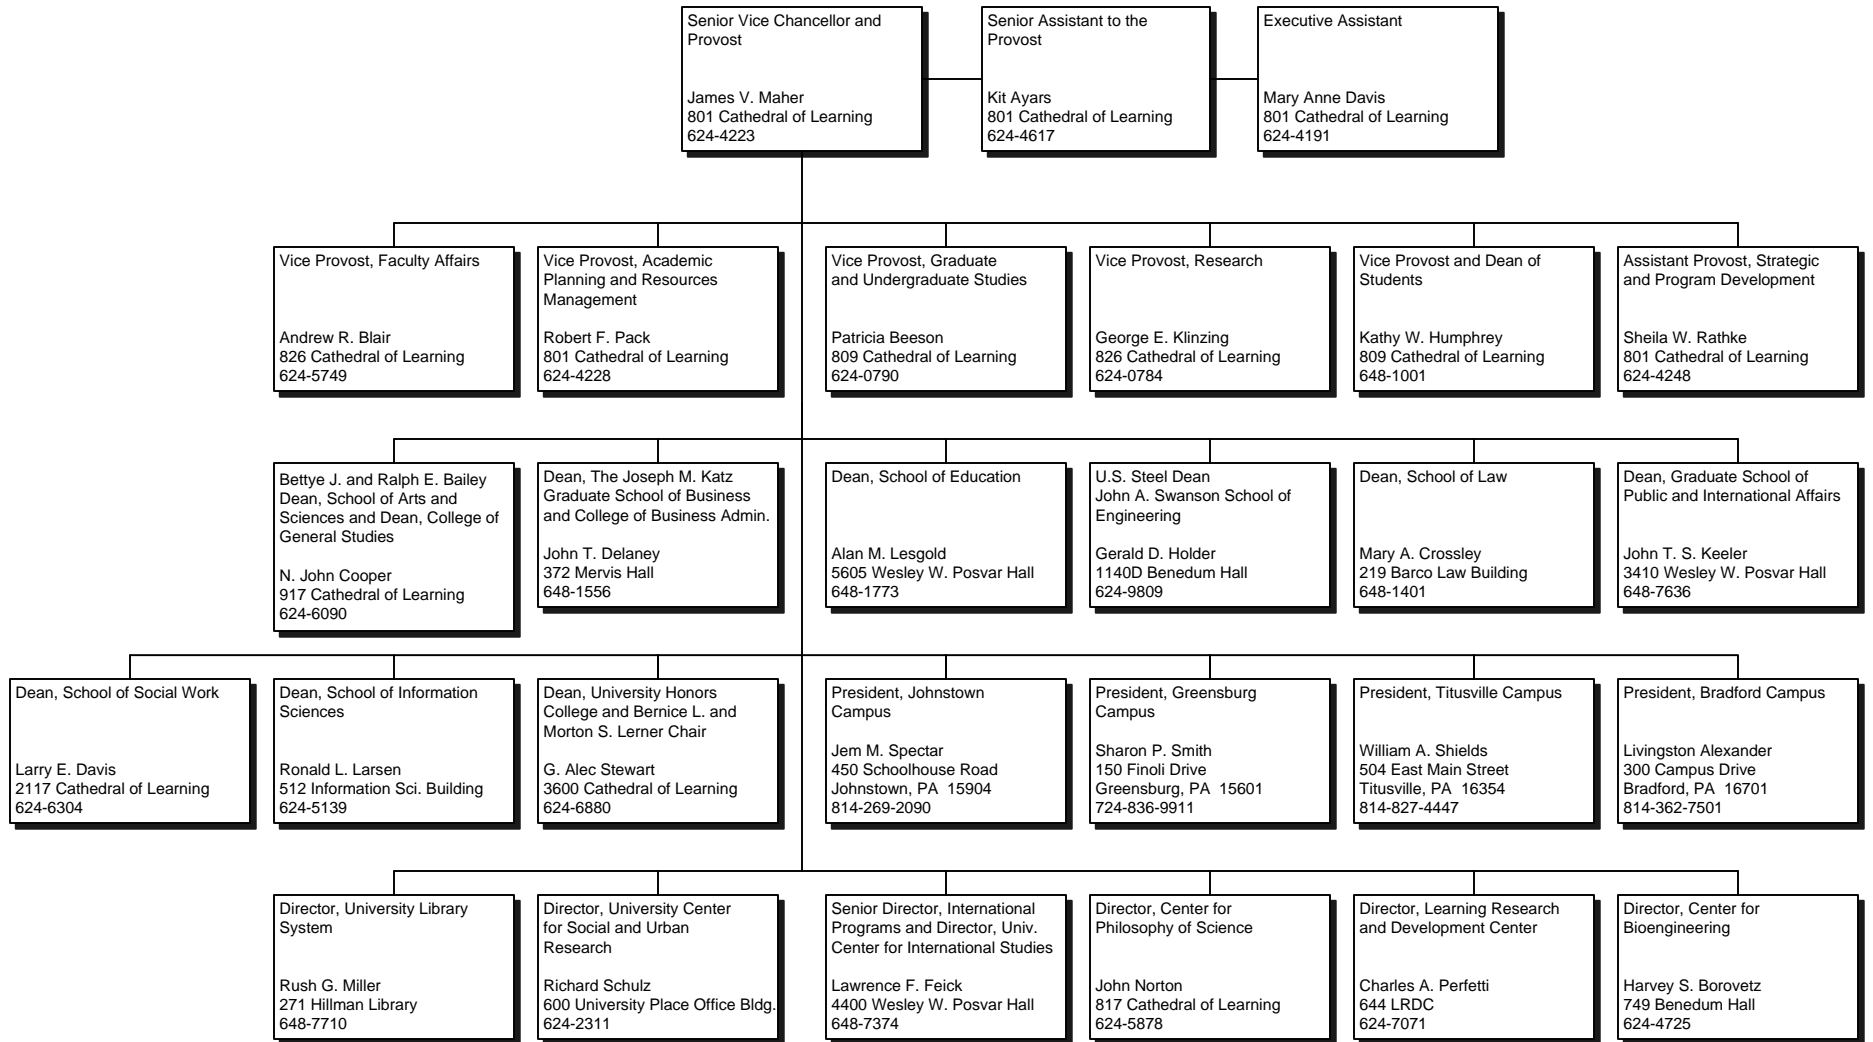 Senior Vice Chancellor and
Provost
James V. Maher
801 Cathedral of Learning
624-4223
Senior Assistant to the
Provost
Kit Ayars
801 Cathedral of Learning
624-4617
Executive Assistant
Mary Anne Davis
801 Cathedral of Learning
624-4191
Vice Provost, Faculty Affairs
Andrew R. Blair
826 Cathedral of Learning
624-5749
Vice Provost, Academic
Planning and Resources
Management
Robert F. Pack
801 Cathedral of Learning
624-4228
Vice Provost, Graduate
and Undergraduate Studies
Patricia Beeson
809 Cathedral of Learning
624-0790
Vice Provost, Research
George E. Klinzing
826 Cathedral of Learning
624-0784
Vice Provost and Dean of
Students
Kathy W. Humphrey
809 Cathedral of Learning
648-1001
Assistant Provost, Strategic
and Program Development
Sheila W. Rathke
801 Cathedral of Learning
624-4248
Bettye J. and Ralph E. Bailey
Dean, School of Arts and
Sciences and Dean, College of
General Studies
N. John Cooper
917 Cathedral of Learning
624-6090
Dean, The Joseph M. Katz
Graduate School of Business
and College of Business Admin.
John T. Delaney
372 Mervis Hall
648-1556
Dean, School of Education
Alan M. Lesgold
5605 Wesley W. Posvar Hall
648-1773
U.S. Steel Dean
John A. Swanson School of
Engineering
Gerald D. Holder
1140D Benedum Hall
624-9809
Dean, School of Law
Mary A. Crossley
219 Barco Law Building
648-1401
Dean, Graduate School of
Public and International Affairs
John T. S. Keeler
3410 Wesley W. Posvar Hall
648-7636
Dean, School of Social Work
Larry E. Davis
2117 Cathedral of Learning
624-6304
Dean, School of Information
Sciences
Ronald L. Larsen
512 Information Sci. Building
624-5139
Dean, University Honors
College and Bernice L. and
Morton S. Lerner Chair
G. Alec Stewart
3600 Cathedral of Learning
624-6880
President, Johnstown
Campus
Jem M. Spectar
450 Schoolhouse Road
Johnstown, PA  15904
814-269-2090
President, Greensburg
Campus
Sharon P. Smith
150 Finoli Drive
Greensburg, PA  15601
724-836-9911
President, Titusville Campus
William A. Shields
504 East Main Street
Titusville, PA  16354
814-827-4447
President, Bradford Campus
Livingston Alexander
300 Campus Drive
Bradford, PA  16701
814-362-7501
Director, University Library
System
Rush G. Miller
271 Hillman Library
648-7710
Director, University Center
for Social and Urban
Research
Richard Schulz
600 University Place Office Bldg.
624-2311
Senior Director, International
Programs and Director, Univ.
Center for International Studies
Lawrence F. Feick
4400 Wesley W. Posvar Hall
648-7374
Director, Center for
Philosophy of Science
John Norton
817 Cathedral of Learning
624-5878
Director, Learning Research
and Development Center
Charles A. Perfetti
644 LRDC
624-7071
Director, Center for
Bioengineering
Harvey S. Borovetz
749 Benedum Hall
624-4725